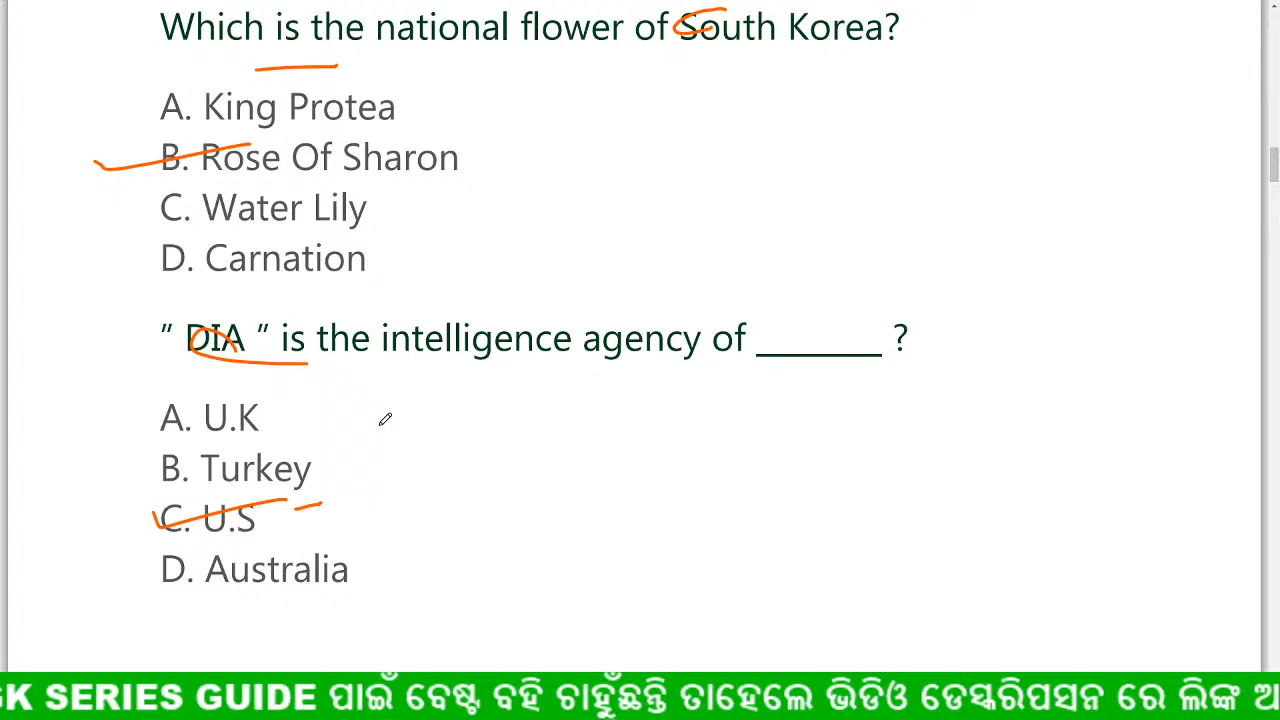 Which is the national flower of South Korea?
A. King Protea
B. Rose Of Sharon
C. Water Lily
D. Carnation
" DIA " is the intelligence agency of ________ ?
A. U.K
B. Turkey
C. U.S
D. Australia
GK SERIES GUIDE ପାଇଁ ବେଷ୍ଟ ବହି ଚାହୁଁଛନ୍ତି ତାହେଲେ ଭିଡିଓ ଡେସ୍କରିପସନ ରେ ଲିଙ୍କ